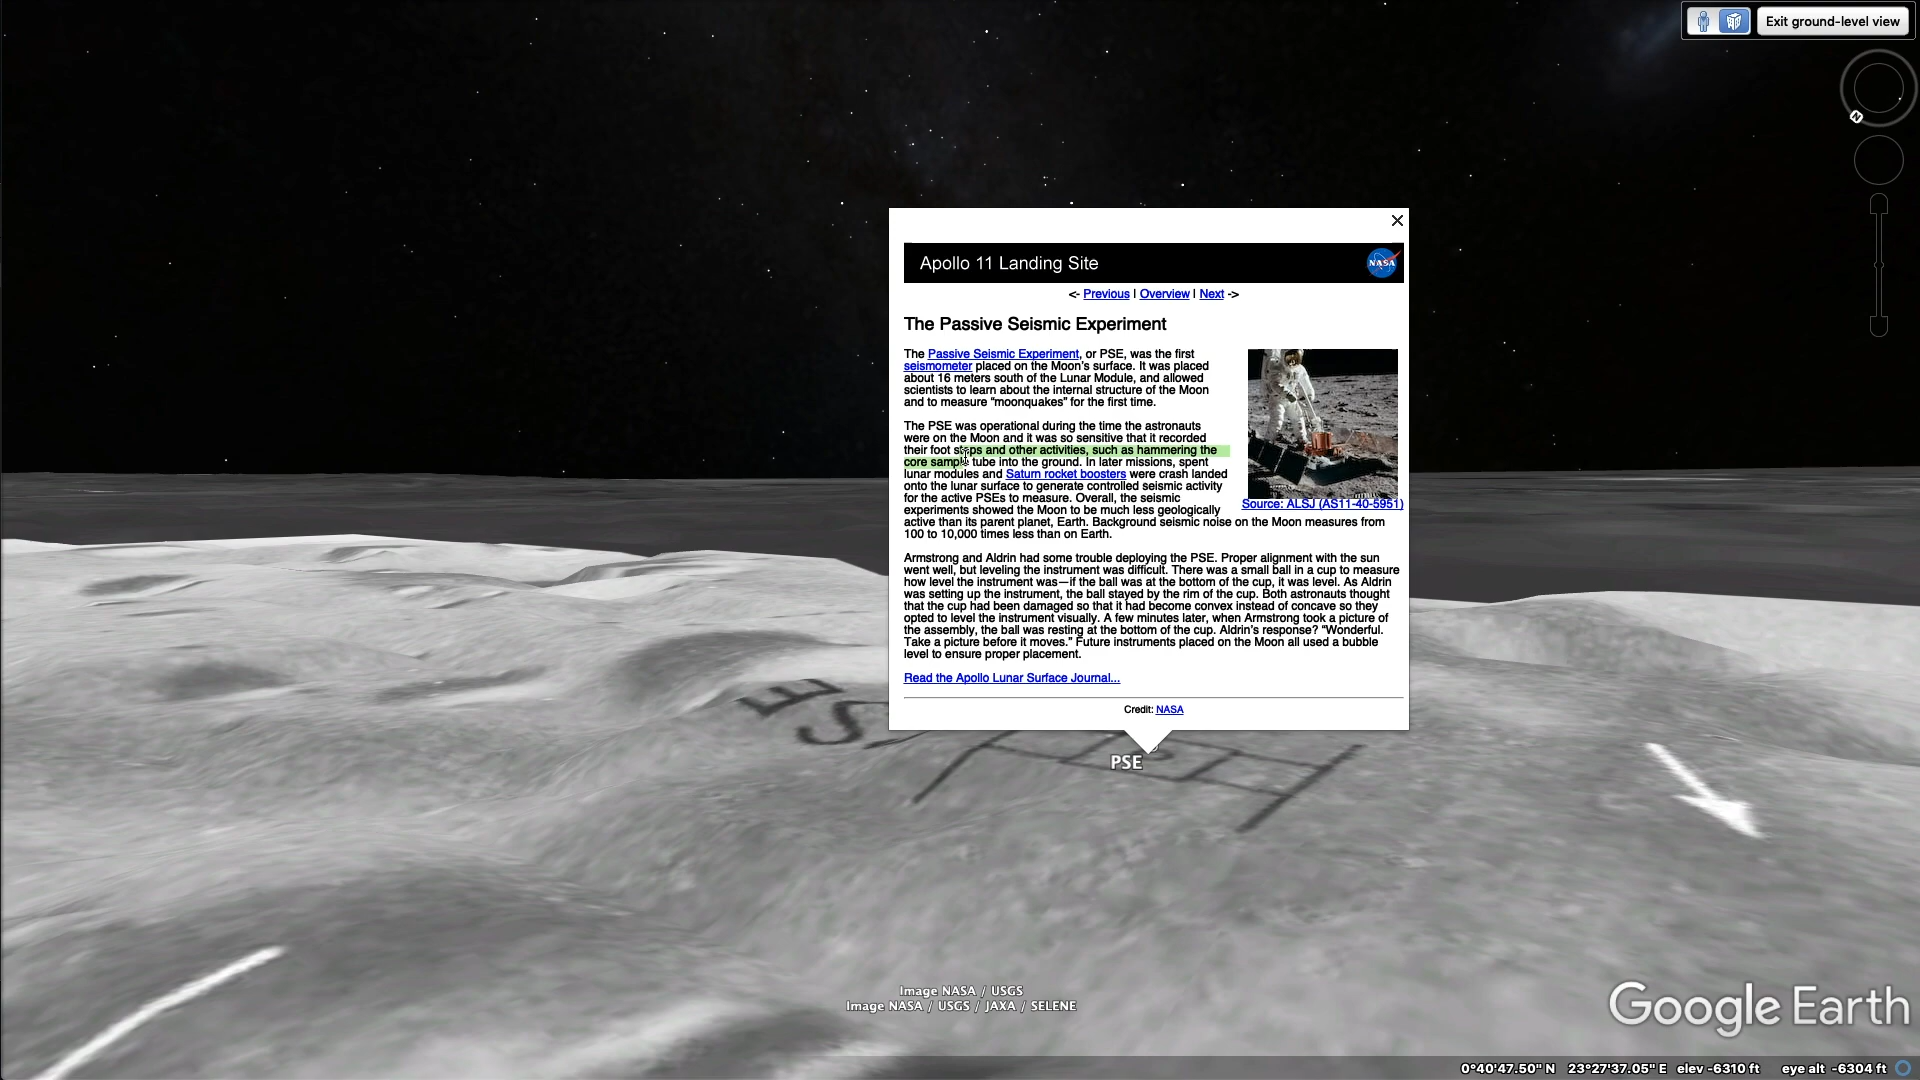 Exit ground-level view
N
Apollo 11 Landing Site
NASA
<- Previous | Overview | Next ->
The Passive Seismic Experiment
The Passive Seismic Experiment, or PSE, was the first
seismometer placed on the Moon's surface. It was placed
about 16 meters south of the Lunar Module, and allowed
scientists to learn about the internal structure of the Moon
and to measure "moonquakes" for the first time.
The PSE was operational during the time the astronauts
were on the Moon and it was so sensitive that it recorded
their foot steps and other activities, such as hammering the
core sample tube into the ground. In later missions, spent
lunar modules and Saturn rocket boosters were crash landed
onto the lunar surface to generate controlled seismic activity
for the active PSEs to measure. Overall, the seismic
experiments showed the Moon to be much less geologically
active than its parent planet, Earth. Background seismic noise on the Moon measures from
100 to 10,000 times less than on Earth.
Source: ALSJ (AS11-40-5951)
Armstrong and Aldrin had some trouble deploying the PSE. Proper alignment with the sun
went well, but leveling the instrument was difficult. There was a small ball in a cup to measure
how level the instrument was—if the ball was at the bottom of the cup, it was level. As Aldrin
was setting up the instrument, the ball stayed by the rim of the cup. Both astronauts thought
that the cup had been damaged so that it had become convex instead of concave so they
opted to level the instrument visually. A few minutes later, when Armstrong took a picture of
the assembly, the ball was resting at the bottom of the cup. Aldrin's response? "Wonderful.
Take a picture before it moves." Future instruments placed on the Moon all used a bubble
level to ensure proper placement.
Read the Apollo Lunar Surface Journal...
Credit: NASA
PSE
Image NASA / USGS
Image NASA / USGS / JAXA / SELENE
Google Earth
0°40'47.50" N 23°27'37.05" E elev -6310 ft eye alt -6304 ft